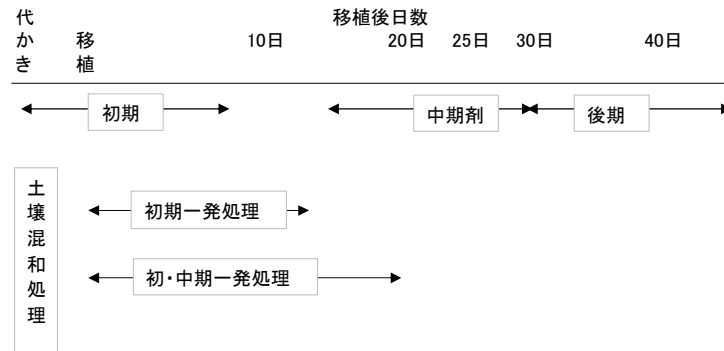 代かき
移植
移植後日数
10日 20日 25日 30日 40日
初期
中期剤
後期
土壌混和処理
初期一発処理
初・中期一発処理